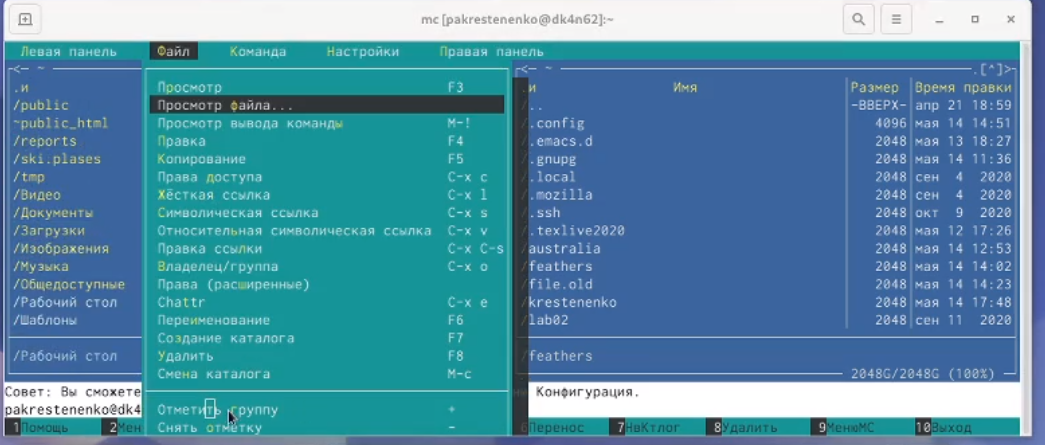 mc [pakrestenenko@dk4n62]:~
Левая панель Файл Команда Настройки Правая панель
<— ~
.и
/public
~public_html
/reports
/ski.plases
/tmp
/Видео
/Документы
/Загрузки
/Изображения
/Музыка
/Общедоступные
/Рабочий стол
/Шаблоны
/Рабочий стол
Просмотр F3
Просмотр файла...
Просмотр вывода команды M-!
Правка F4
Копирование F5
Права доступа C-x c
Жёсткая ссылка C-x l
Символическая ссылка C-x s
Относительная символическая ссылка C-x v
Правка ссылки C-x C-s
Владелец/группа C-x o
Права (расширенные)
Chattr C-x e
Переименование F6
Создание каталога F7
Удалить F8
Смена каталога M-c
Отметить группу +
Снять отметку -
<— ~ .[^]>
.и Имя Размер Время правки
/.. -ВВЕРХ- апр 21 18:59
/.config 4096 мая 14 14:51
/.emacs.d 2048 мая 13 18:27
/.gnupg 2048 мая 14 11:36
/.local 2048 сен 4 2020
/.mozilla 2048 сен 4 2020
/.ssh 2048 окт 9 2020
/.texlive2020 2048 мая 12 17:26
/australia 2048 мая 14 12:53
/feathers 2048 мая 14 14:02
/file.old 2048 мая 14 14:23
/krestenenko 2048 мая 14 17:48
/lab02 2048 сен 11 2020
/feathers
2048G/2048G (100%)
Совет: Вы сможете Конфигурация.
pakrestenenko@dk4
1Помощь 2Мен 6Перенос 7НвКтлог 8Удалить 9МенюМС 10Выход